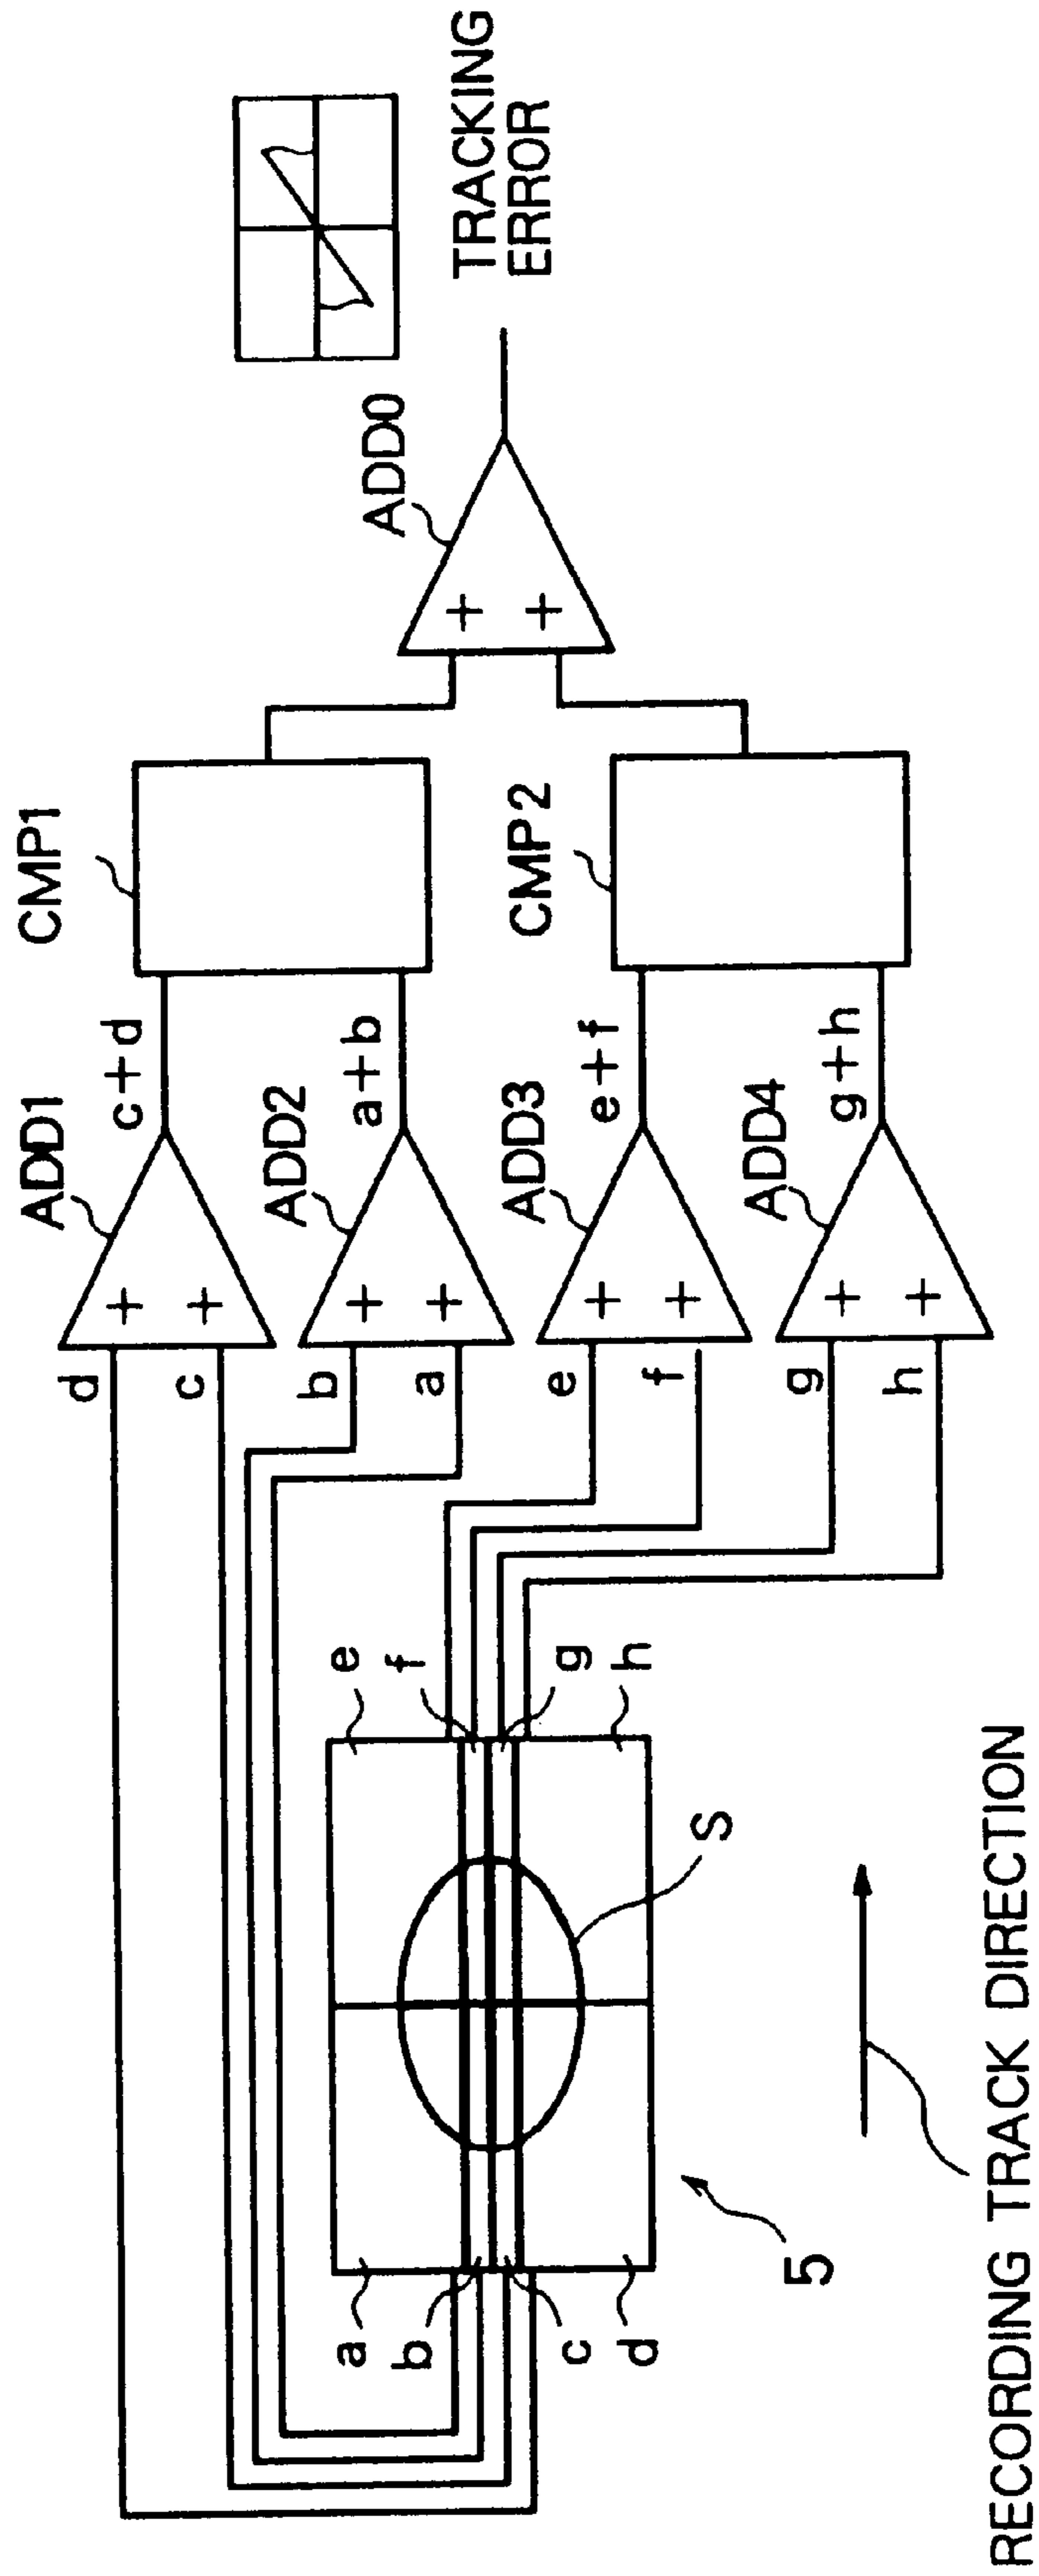 TRACKING
ERROR
ADD0
+
+
CMP1
CMP2
c+d
a+b
e+f
g+h
ADD1
ADD2
ADD3
ADD4
+
+
+
+
+
+
+
+
d
c
b
a
e
f
g
h
e
f
g
h
S
a
b
c
d
5
RECORDING TRACK DIRECTION